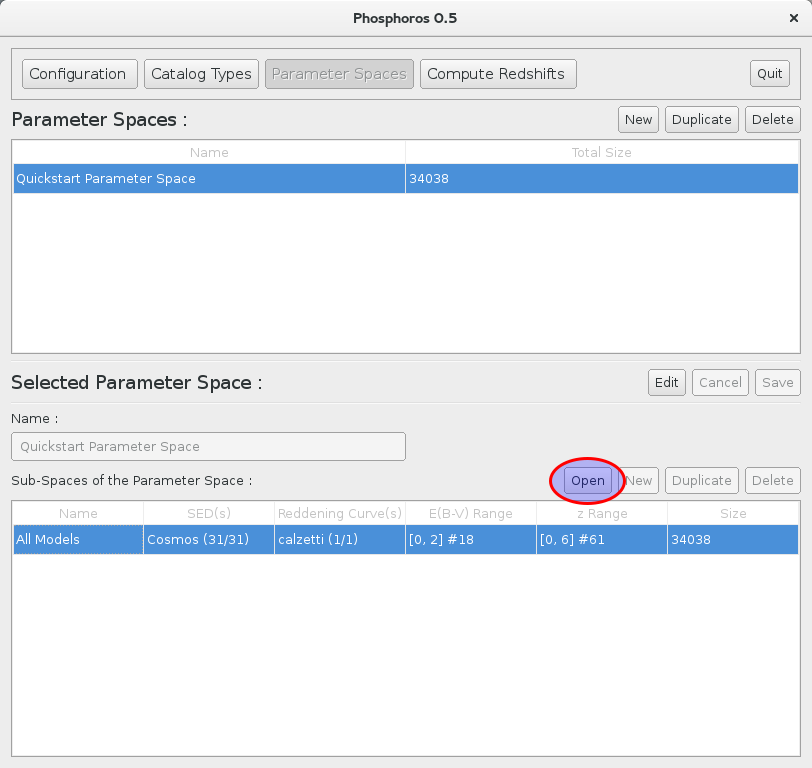 Phosphoros 0.5 ×
Configuration Catalog Types Parameter Spaces Compute Redshifts Quit
Parameter Spaces : New Duplicate Delete
Name Total Size
Quickstart Parameter Space 34038
Selected Parameter Space : Edit Cancel Save
Name :
Quickstart Parameter Space
Sub-Spaces of the Parameter Space : Open New Duplicate Delete
Name SED(s) Reddening Curve(s) E(B-V) Range z Range Size
All Models Cosmos (31/31) calzetti (1/1) [0, 2] #18 [0, 6] #61 34038